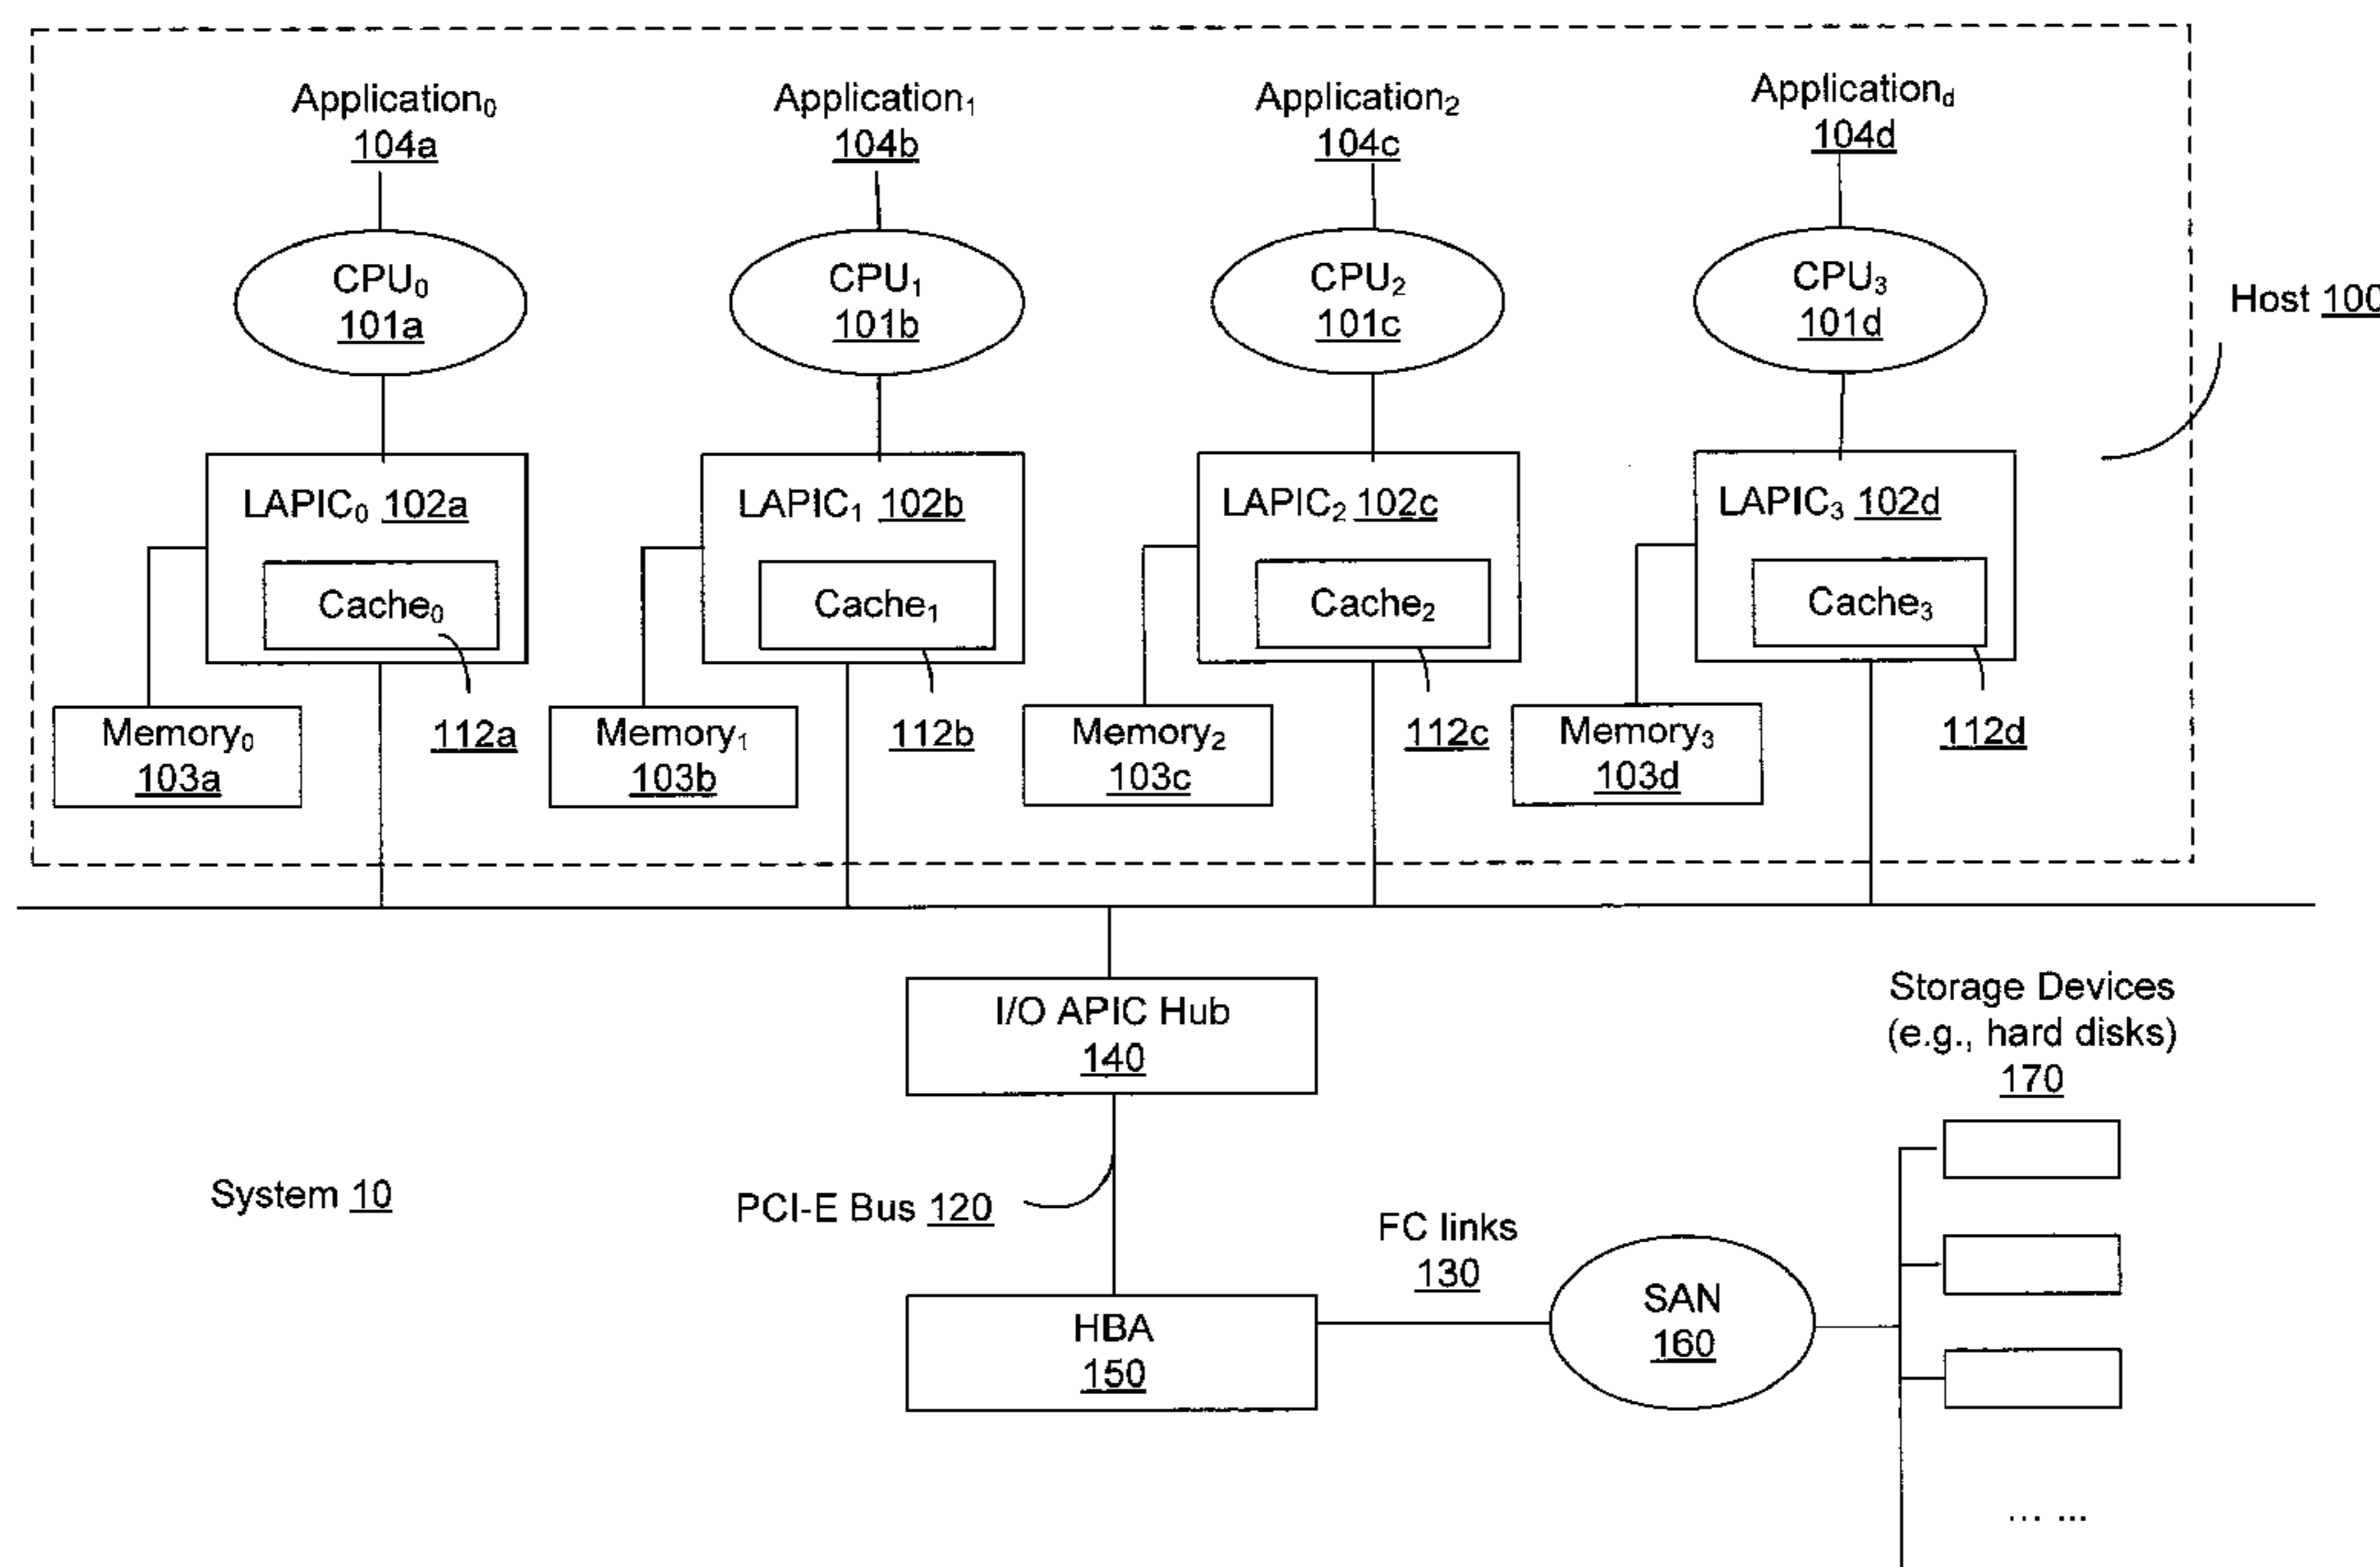 Application₀
104a
Application₁
104b
Application₂
104c
Application_d
104d
CPU₀
101a
CPU₁
101b
CPU₂
101c
CPU₃
101d
Host 100
LAPIC₀ 102a
LAPIC₁ 102b
LAPIC₂ 102c
LAPIC₃ 102d
Cache₀
Cache₁
Cache₂
Cache₃
Memory₀
103a
112a
Memory₁
103b
112b
Memory₂
103c
112c
Memory₃
103d
112d
I/O APIC Hub
140
Storage Devices
(e.g., hard disks)
170
System 10
PCI-E Bus 120
FC links
130
HBA
150
SAN
160
... ...